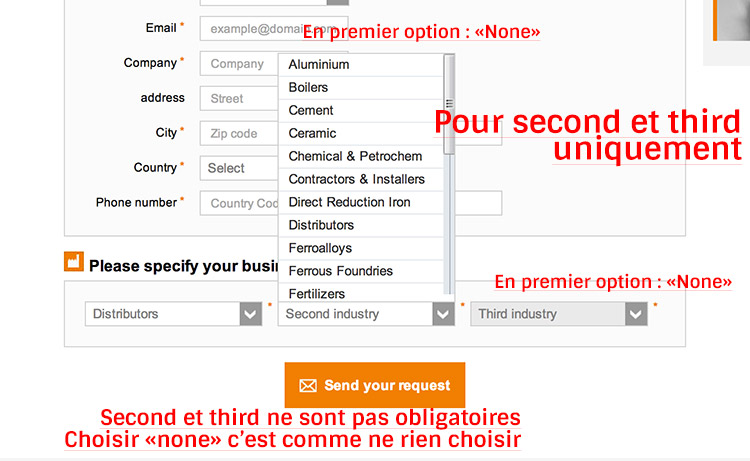 Email *
example@domain.com
En premier option : «None»
Company *
Company
Aluminium
Boilers
address
Street
Cement
Pour second et third
uniquement
City *
Zip code
Ceramic
Chemical & Petrochem
Country *
Select
Contractors & Installers
Phone number *
Country Cod
Direct Reduction Iron
Distributors
Ferroalloys
Please specify your busi
Ferrous Foundries
En premier option : «None»
Fertilizers
Distributors *
Second industry *
Third industry *
Send your request
Second et third ne sont pas obligatoires
Choisir «none» c’est comme ne rien choisir